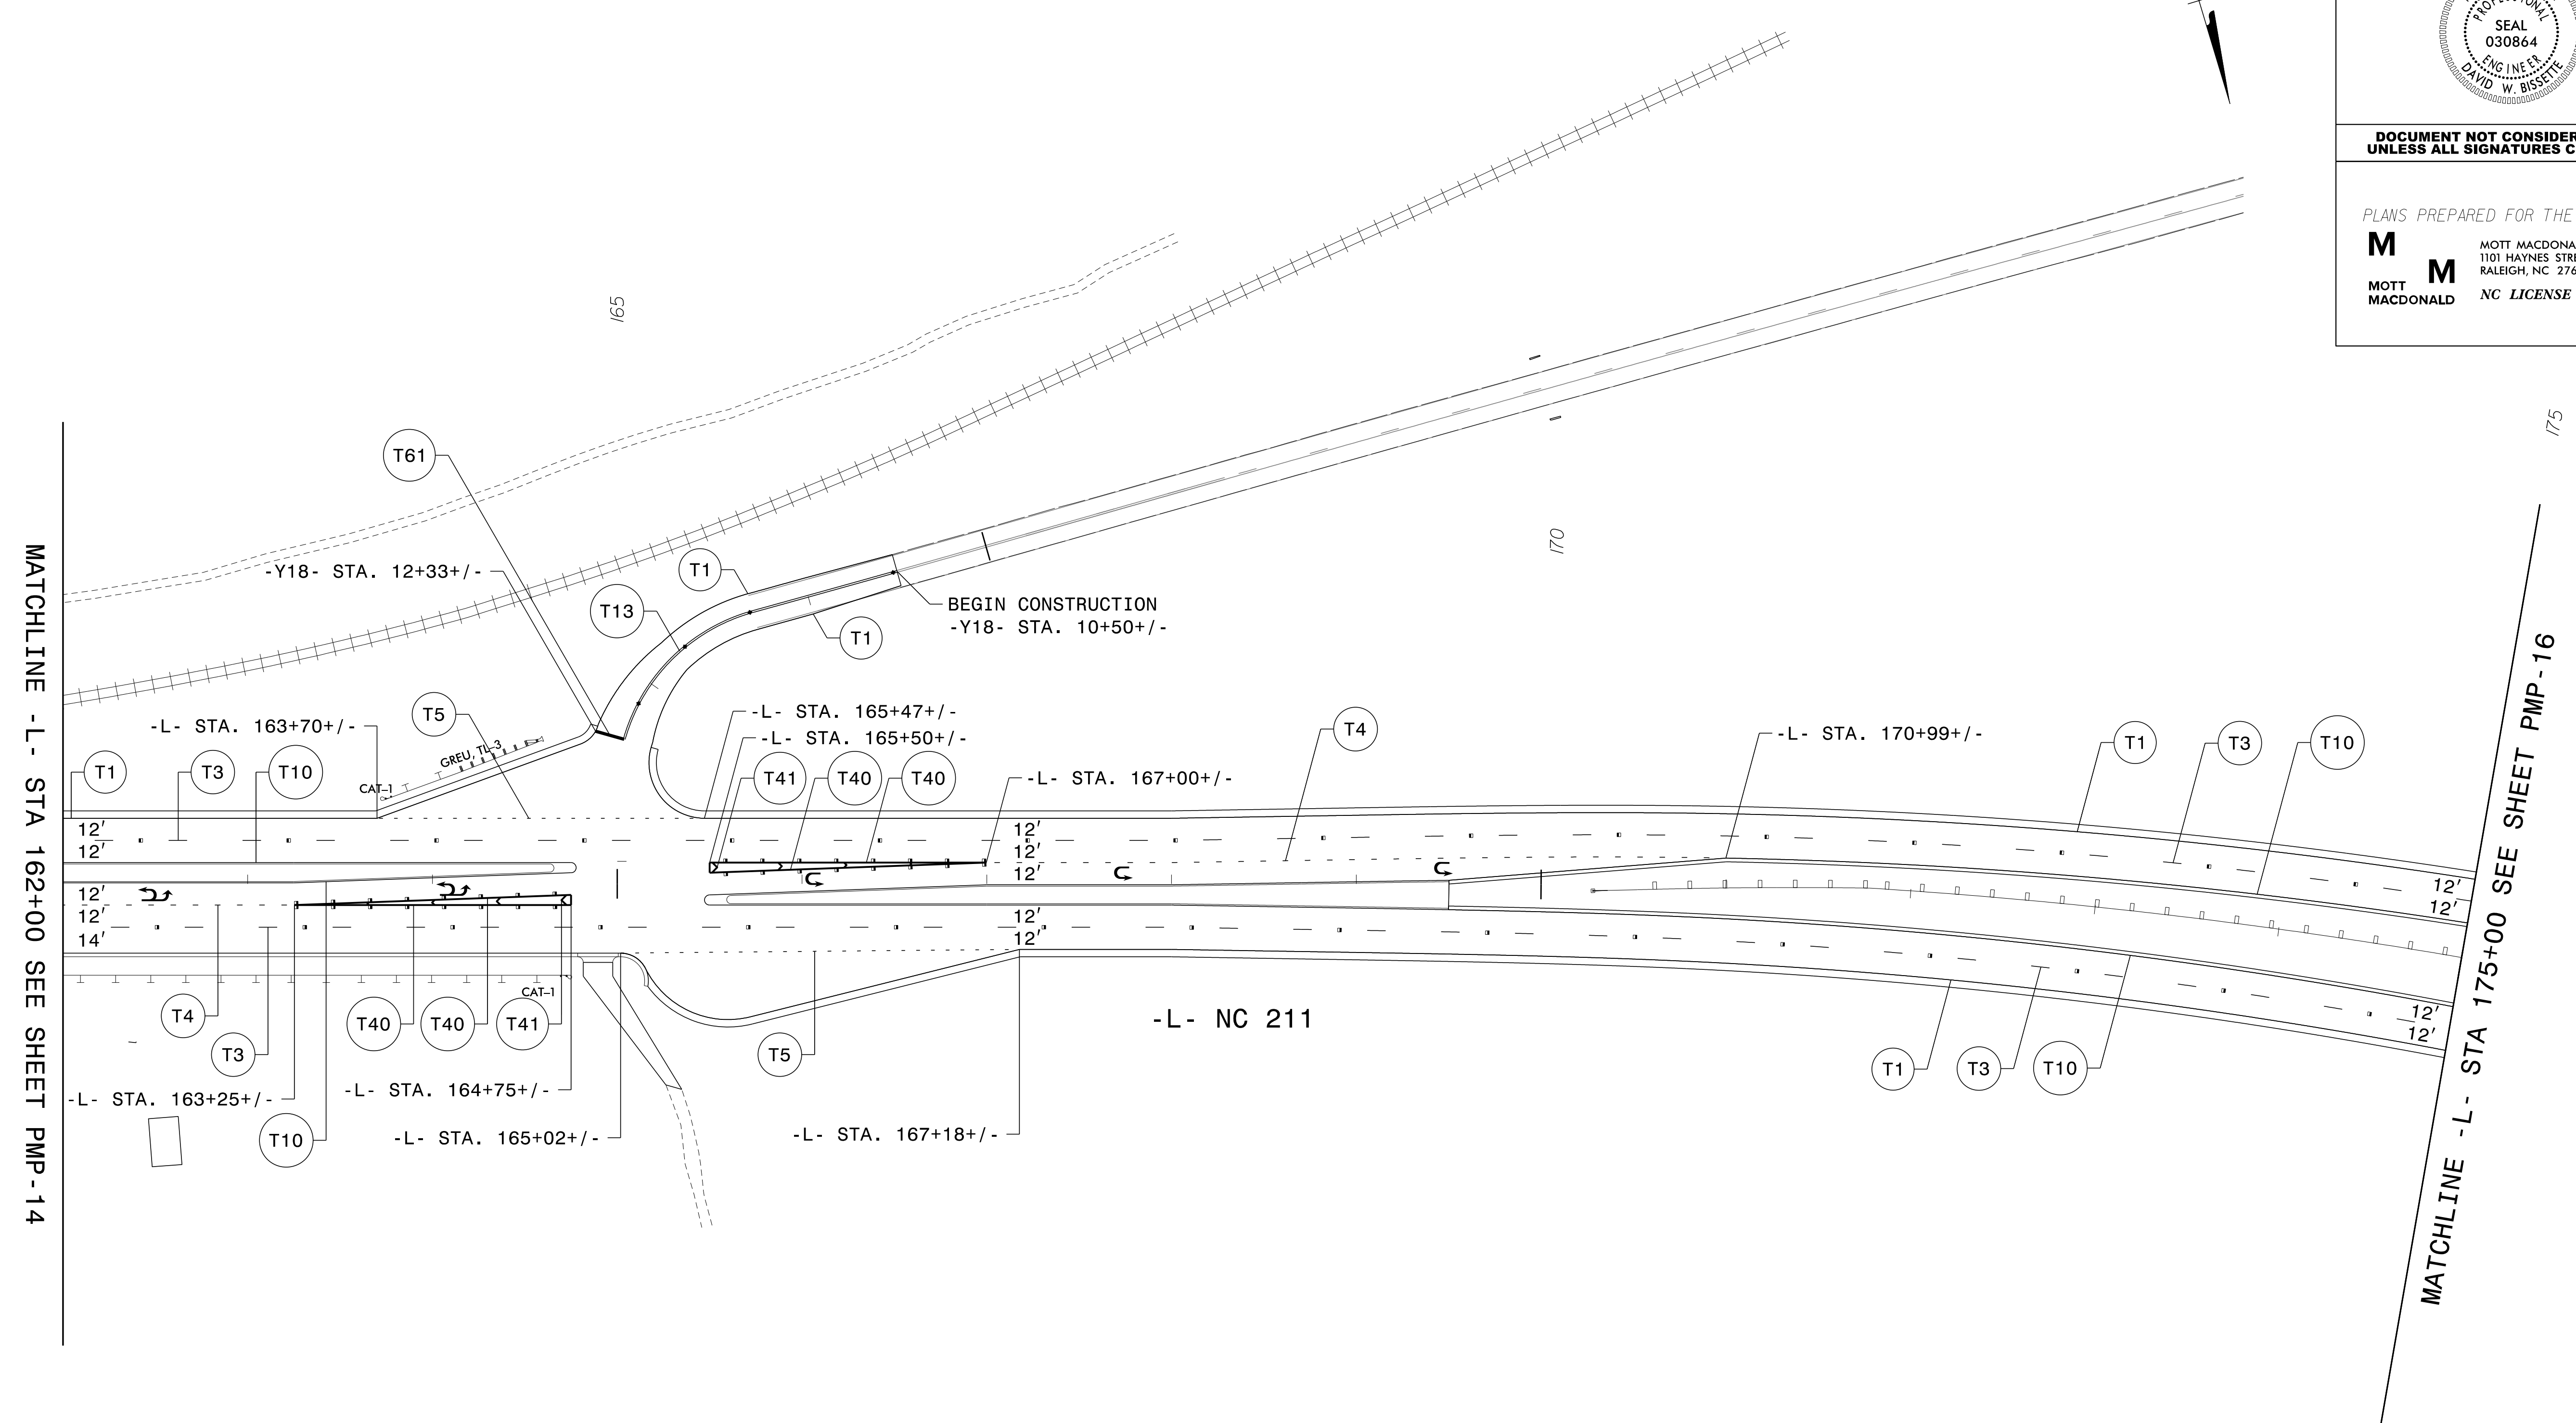 PROFESSIONAL
SEAL
030864
ENGINEER
DAVID W. BISSETTE
DOCUMENT NOT
UNLESS ALL SIGNATURES
PLANS PREPARED FOR THE
M
M
MOTT
MACDONALD
MOTT
1101 HAYNES
RALEIGH, NC
NC LICENSE
165
175
170
T61
-Y18- STA. 12+33+/-
T1
T13
BEGIN CONSTRUCTION
-Y18- STA. 10+50+/-
T1
MATCHLINE -L- STA 162+00 SEE SHEET PMP-14
-L- STA. 163+70+/-
T5
GREU, TL-3
CAT-1
T1
T3
T10
-L- STA. 165+47+/-
-L- STA. 165+50+/-
T41
T40
T40
-L- STA. 167+00+/-
T4
-L- STA. 170+99+/-
T1
T3
T10
12'
12'
12'
12'
14'
12'
12'
12'
12'
12'
12'
12'
12'
12'
CAT-1
T4
T3
T40
T40
T41
T5
-L- NC 211
T1
T3
T10
-L- STA. 163+25+/-
-L- STA. 164+75+/-
T10
-L- STA. 165+02+/-
-L- STA. 167+18+/-
MATCHLINE -L- STA 175+00 SEE SHEET PMP-16